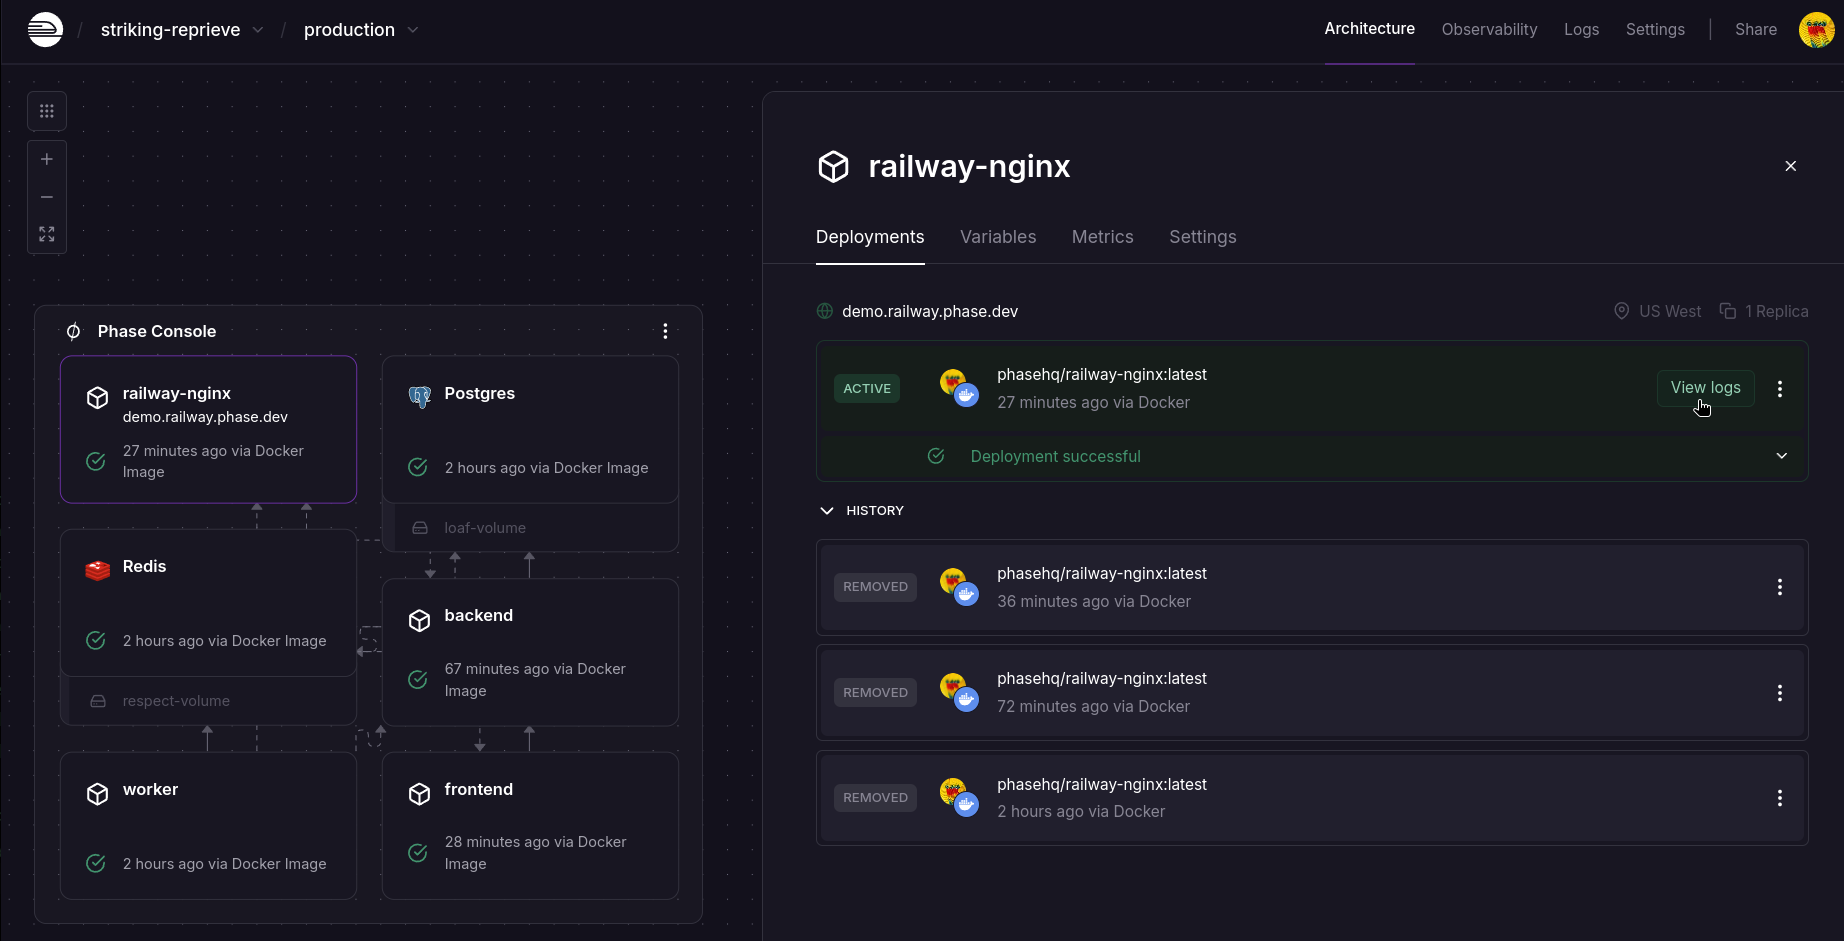 / striking-reprieve / production
Architecture Observability Logs Settings | Share
railway-nginx
Deployments Variables Metrics Settings
demo.railway.phase.dev US West 1 Replica
ACTIVE
phasehq/railway-nginx:latest
27 minutes ago via Docker
View logs
Deployment successful
HISTORY
REMOVED
phasehq/railway-nginx:latest
36 minutes ago via Docker
REMOVED
phasehq/railway-nginx:latest
72 minutes ago via Docker
REMOVED
phasehq/railway-nginx:latest
2 hours ago via Docker
Phase Console
railway-nginx
demo.railway.phase.dev
27 minutes ago via Docker
Image
Postgres
2 hours ago via Docker Image
loaf-volume
Redis
2 hours ago via Docker Image
respect-volume
backend
67 minutes ago via Docker
Image
worker
2 hours ago via Docker Image
frontend
28 minutes ago via Docker
Image